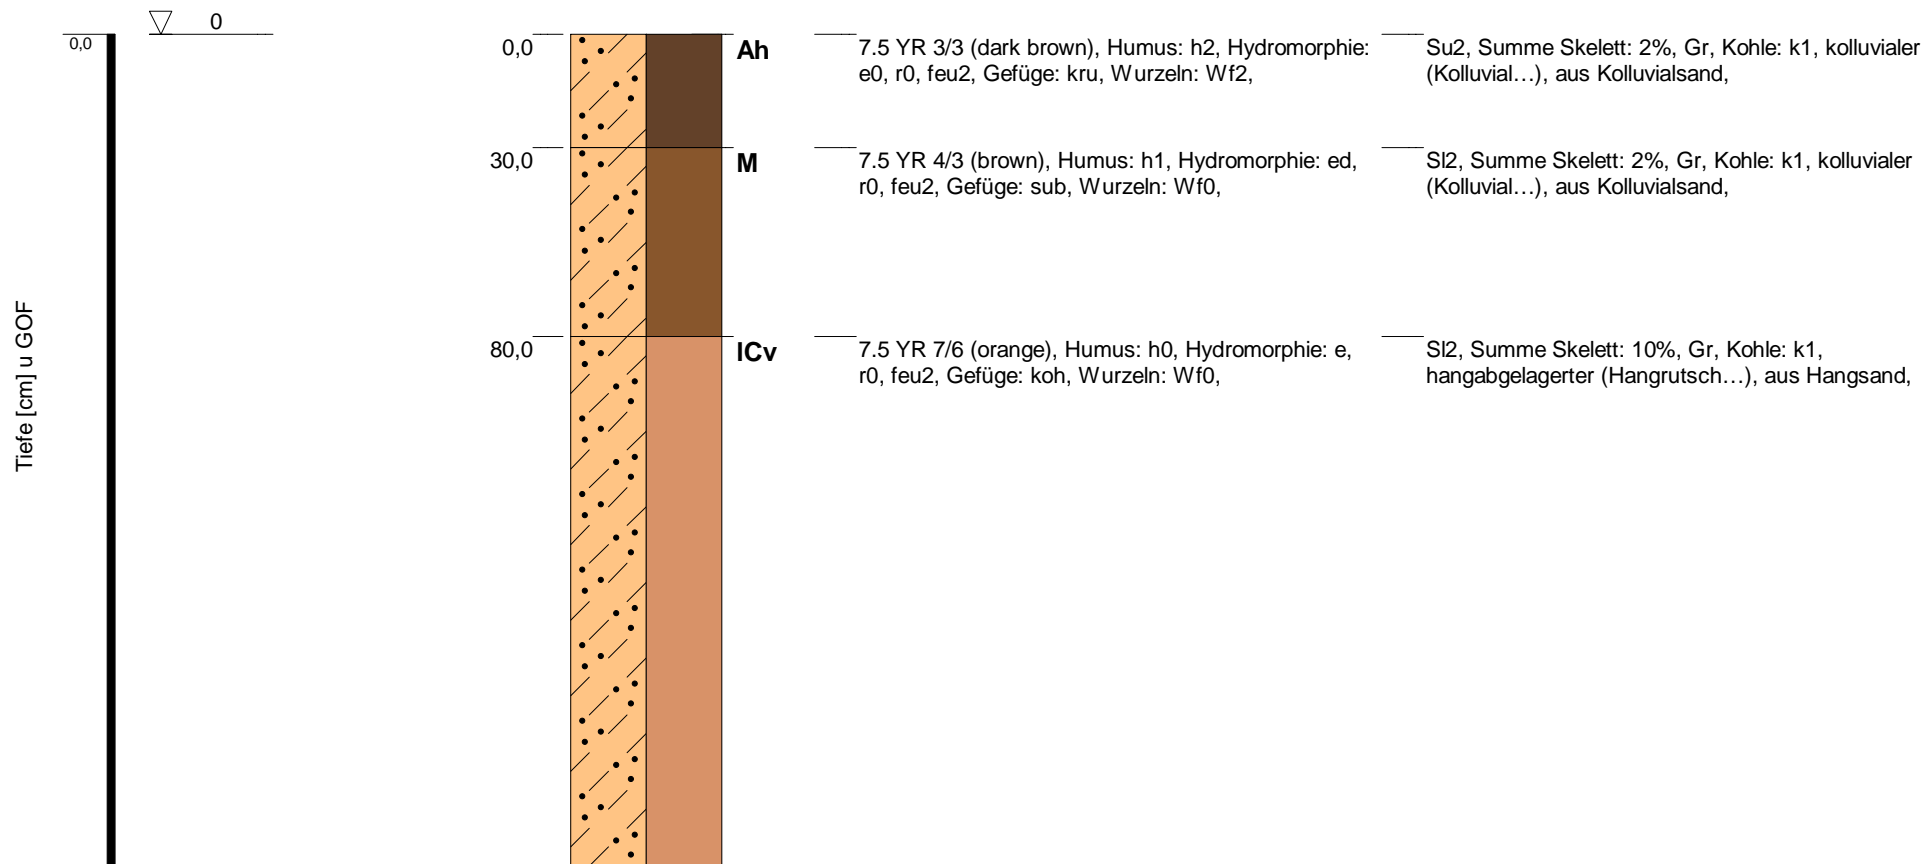 0
0,0
Tiefe [cm] u GOF
0,0
Ah
7.5 YR 3/3 (dark brown), Humus: h2, Hydromorphie:
e0, r0, feu2, Gefüge: kru, Wurzeln: Wf2,
Su2, Summe Skelett: 2%, Gr, Kohle: k1, kolluvialer
(Kolluvial…), aus Kolluvialsand,
30,0
M
7.5 YR 4/3 (brown), Humus: h1, Hydromorphie: ed,
r0, feu2, Gefüge: sub, Wurzeln: Wf0,
Sl2, Summe Skelett: 2%, Gr, Kohle: k1, kolluvialer
(Kolluvial…), aus Kolluvialsand,
80,0
ICv
7.5 YR 7/6 (orange), Humus: h0, Hydromorphie: e,
r0, feu2, Gefüge: koh, Wurzeln: Wf0,
Sl2, Summe Skelett: 10%, Gr, Kohle: k1,
hangabgelagerter (Hangrutsch…), aus Hangsand,